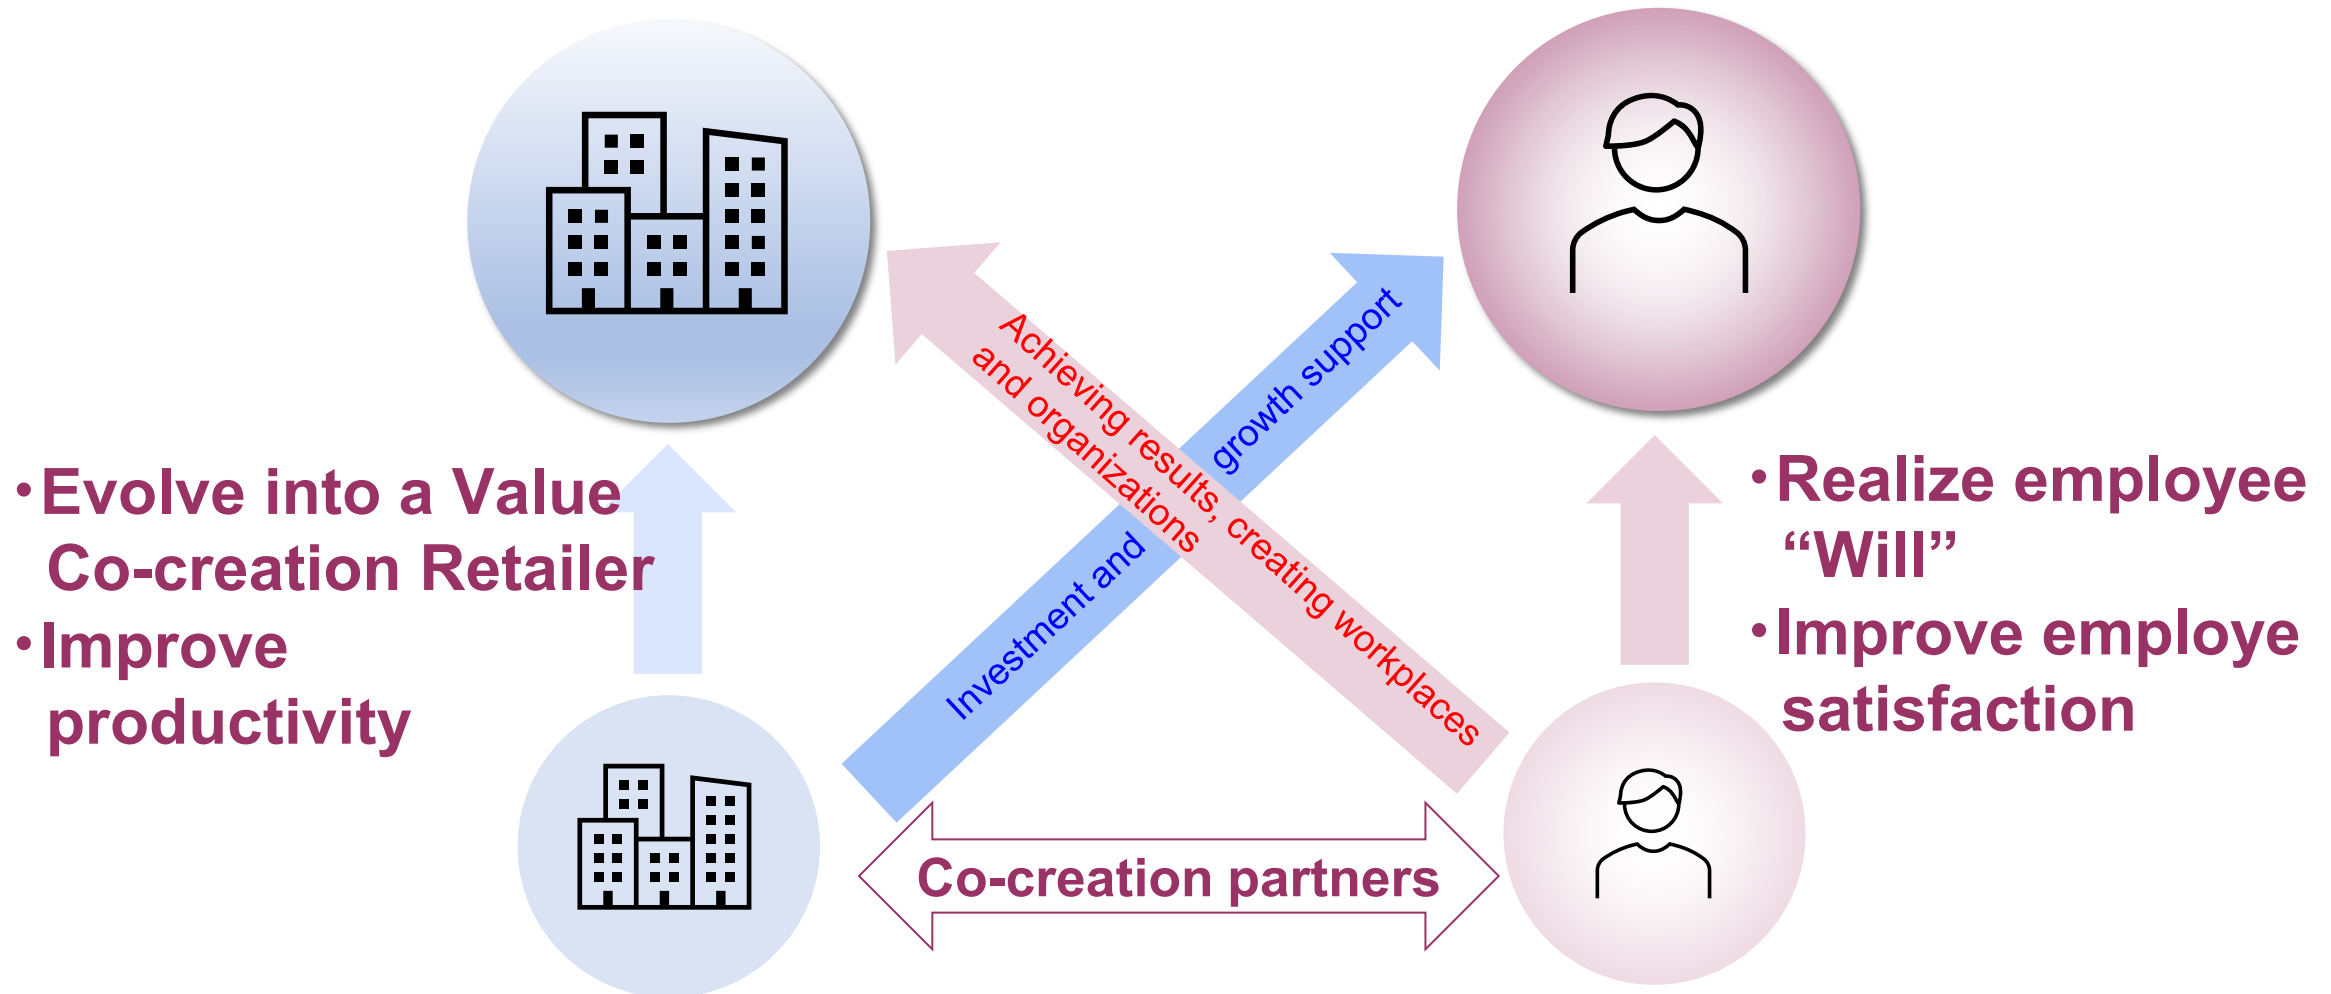 ・Evolve into a Value
Co-creation Retailer
・Improve
productivity
Achieving results, creating workplaces
and organizations
Investment and growth support
Co-creation partners
・Realize employee
“Will”
・Improve employe
satisfaction